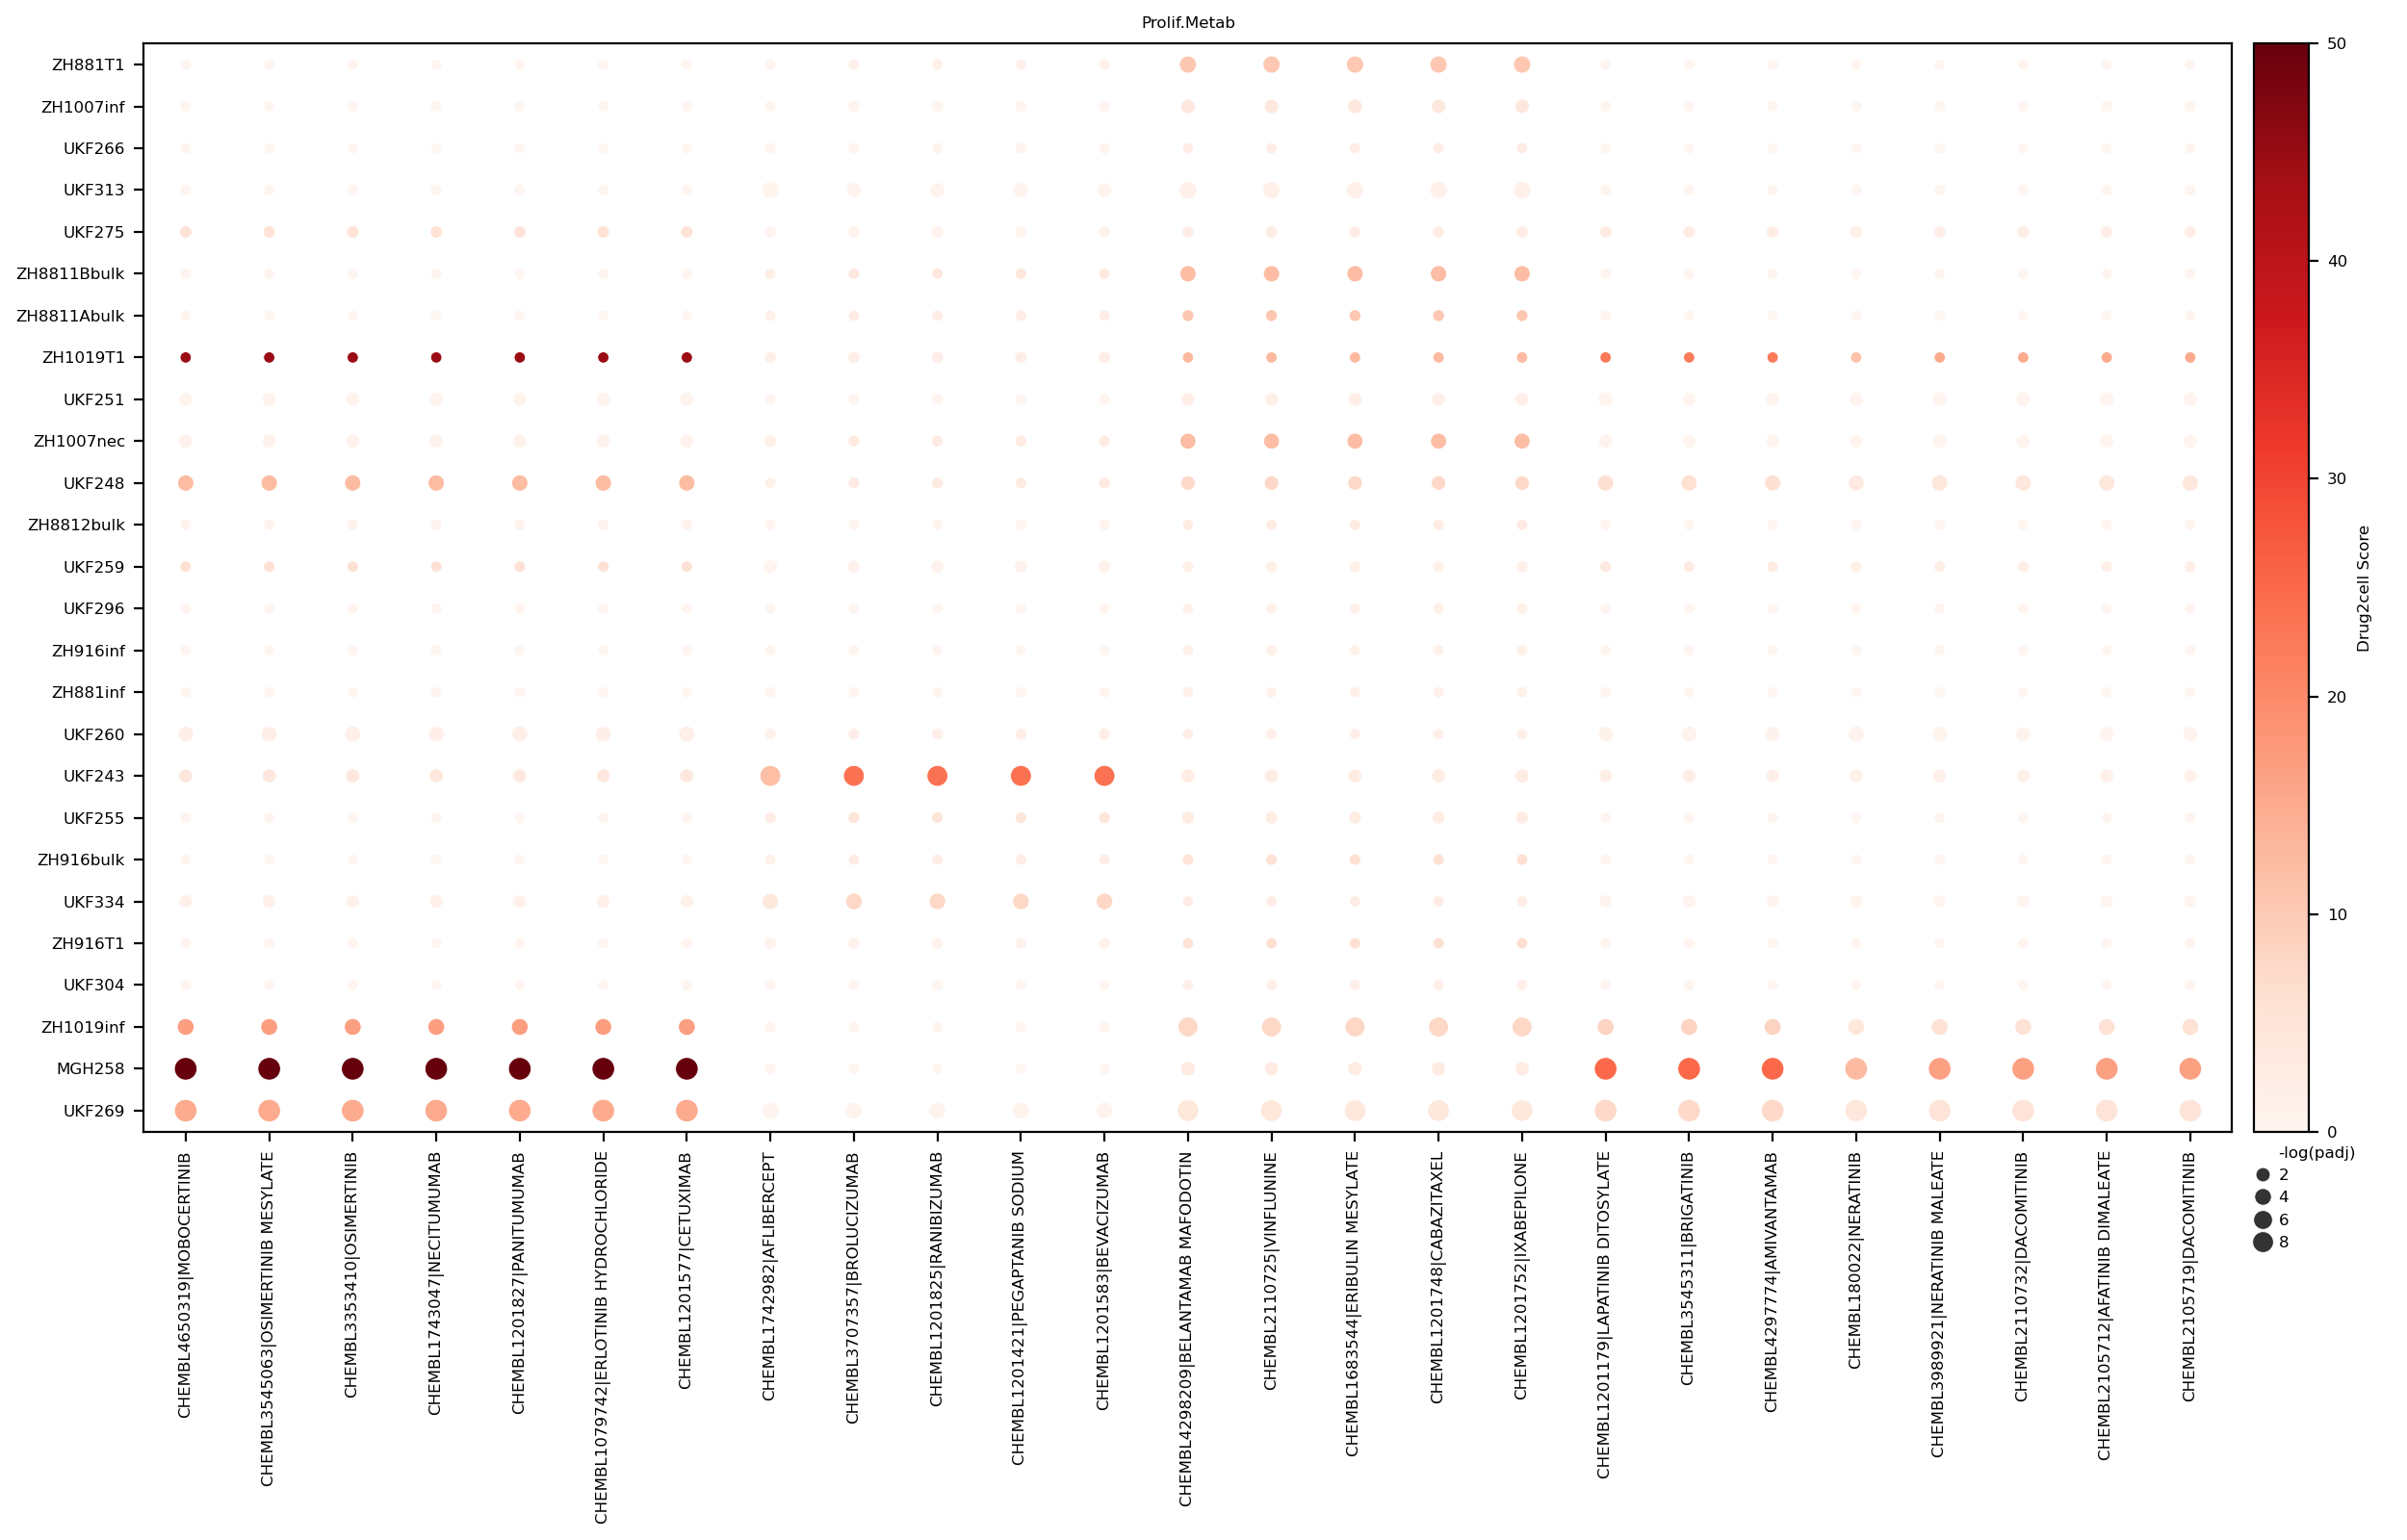 Prolif.Metab
ZH881T1
ZH1007inf
UKF266
UKF313
UKF275
ZH8811Bbulk
ZH8811Abulk
ZH1019T1
UKF251
ZH1007nec
UKF248
ZH8812bulk
UKF259
UKF296
ZH916inf
ZH881inf
UKF260
UKF243
UKF255
ZH916bulk
UKF334
ZH916T1
UKF304
ZH1019inf
MGH258
UKF269
CHEMBL4650319|MOBOCERTINIB
CHEMBL3545063|OSIMERTINIB MESYLATE
CHEMBL3353410|OSIMERTINIB
CHEMBL1743047|NECITUMUMAB
CHEMBL1201827|PANITUMUMAB
CHEMBL1079742|ERLOTINIB HYDROCHLORIDE
CHEMBL1201577|CETUXIMAB
CHEMBL1742982|AFLIBERCEPT
CHEMBL3707357|BROLUCIZUMAB
CHEMBL1201825|RANIBIZUMAB
CHEMBL1201421|PEGAPTANIB SODIUM
CHEMBL1201583|BEVACIZUMAB
CHEMBL4298209|BELANTAMAB MAFODOTIN
CHEMBL2110725|VINFLUNINE
CHEMBL1683544|ERIBULIN MESYLATE
CHEMBL1201748|CABAZITAXEL
CHEMBL1201752|IXABEPILONE
CHEMBL1201179|LAPATINIB DITOSYLATE
CHEMBL3545311|BRIGATINIB
CHEMBL4297774|AMIVANTAMAB
CHEMBL180022|NERATINIB
CHEMBL3989921|NERATINIB MALEATE
CHEMBL2110732|DACOMITINIB
CHEMBL2105712|AFATINIB DIMALEATE
CHEMBL2105719|DACOMITINIB
50
40
30
20
10
0
Drug2cell Score
-log(padj)
2
4
6
8